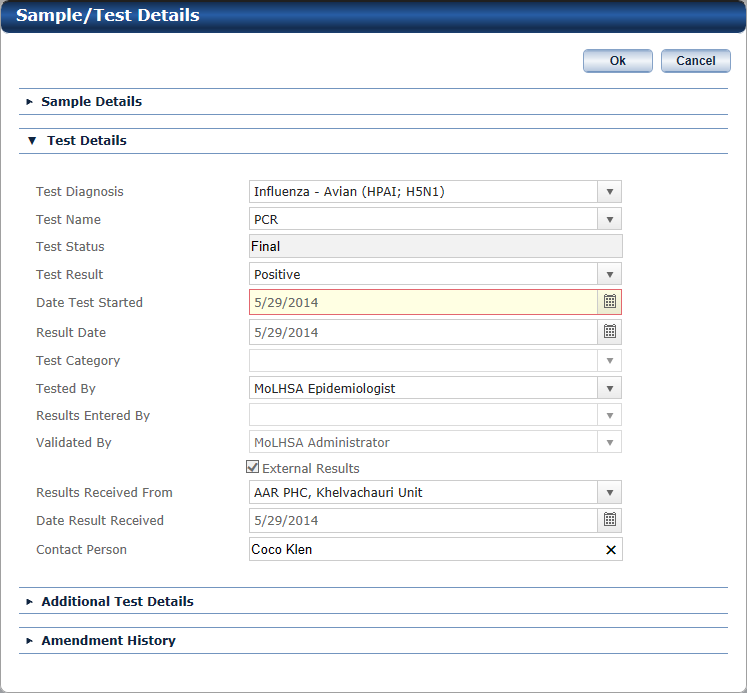 Sample/Test Details
Ok Cancel
Sample Details
Test Details
Test Diagnosis Influenza - Avian (HPAI; H5N1)
Test Name PCR
Test Status Final
Test Result Positive
Date Test Started 5/29/2014
Result Date 5/29/2014
Test Category
Tested By MoLHSA Epidemiologist
Results Entered By
Validated By MoLHSA Administrator
External Results
Results Received From AAR PHC, Khelvachauri Unit
Date Result Received 5/29/2014
Contact Person Coco Klen
Additional Test Details
Amendment History